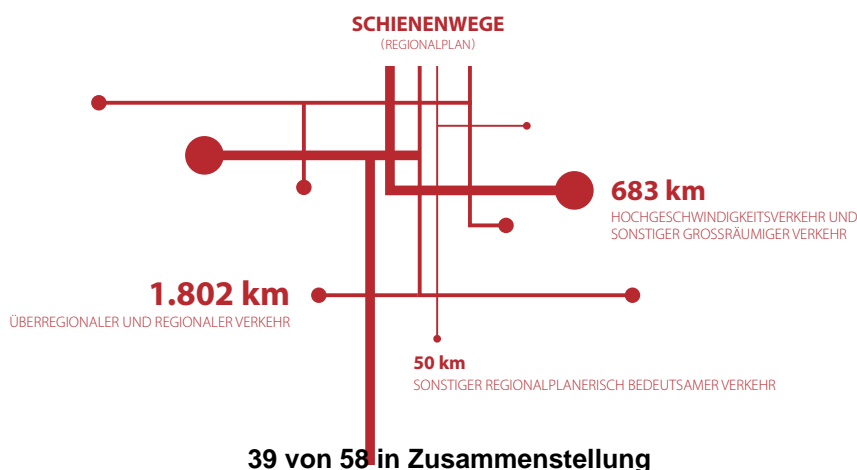 SCHIENENWEGE
(REGIONALPLAN)
683 km
HOCHGESCHWINDIGKEITSVERKEHR UND
SONSTIGER GROSSRÄUMIGER VERKEHR
1.802 km
ÜBERREGIONALER UND REGIONALER VERKEHR
50 km
SONSTIGER REGIONALPLANERISCH BEDEUTSAMER VERKEHR
39 von 58 in Zusammenstellung